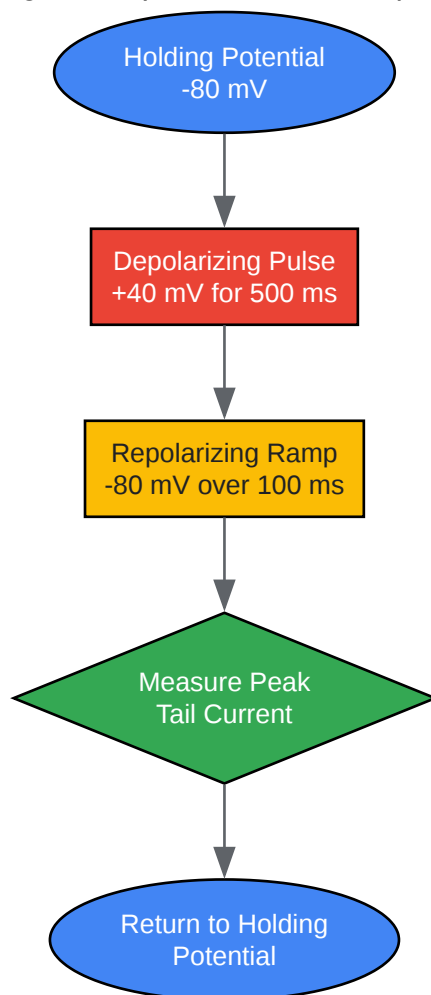 Holding Potential
-80 mV
Depolarizing Pulse
+40 mV for 500 ms
Repolarizing Ramp
-80 mV over 100 ms
Measure Peak
Tail Current
Return to Holding
Potential